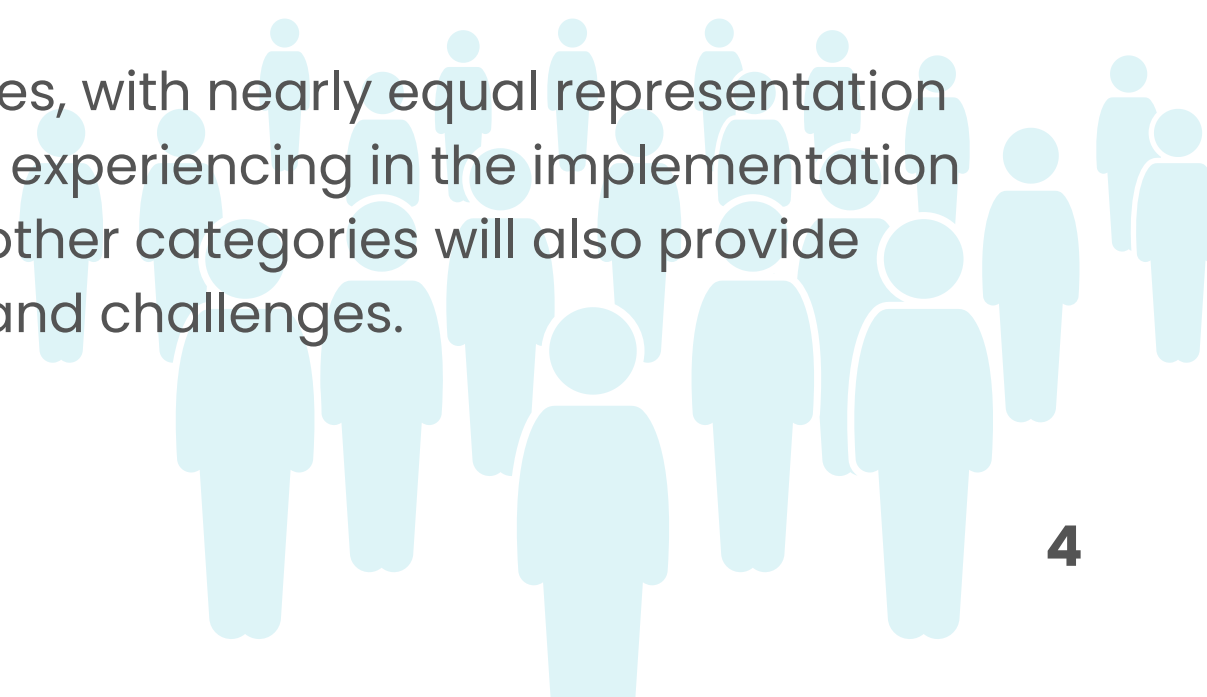 es, with nearly equal representation
experiencing in the implementation
other categories will also provide
and challenges.
4